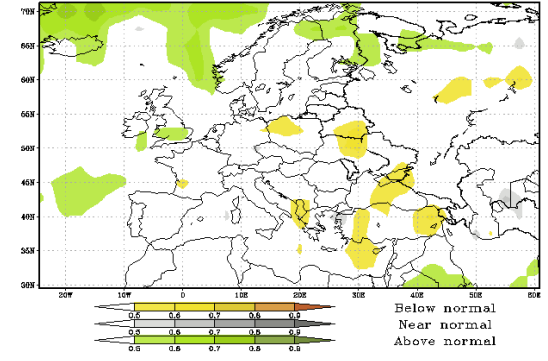 70N
65N
60N
55N
50N
45N
40N
35N
30N
20W 10W 0 10E 20E 30E 40E 50E 60E
0.5 0.6 0.7 0.8 0.9 Below normal
0.5 0.6 0.7 0.8 0.9 Near normal
0.5 0.6 0.7 0.8 0.9 Above normal